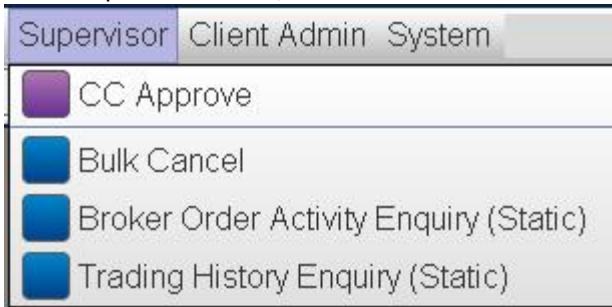 Supervisor Client Admin System
CC Approve
Bulk Cancel
Broker Order Activity Enquiry (Static)
Trading History Enquiry (Static)